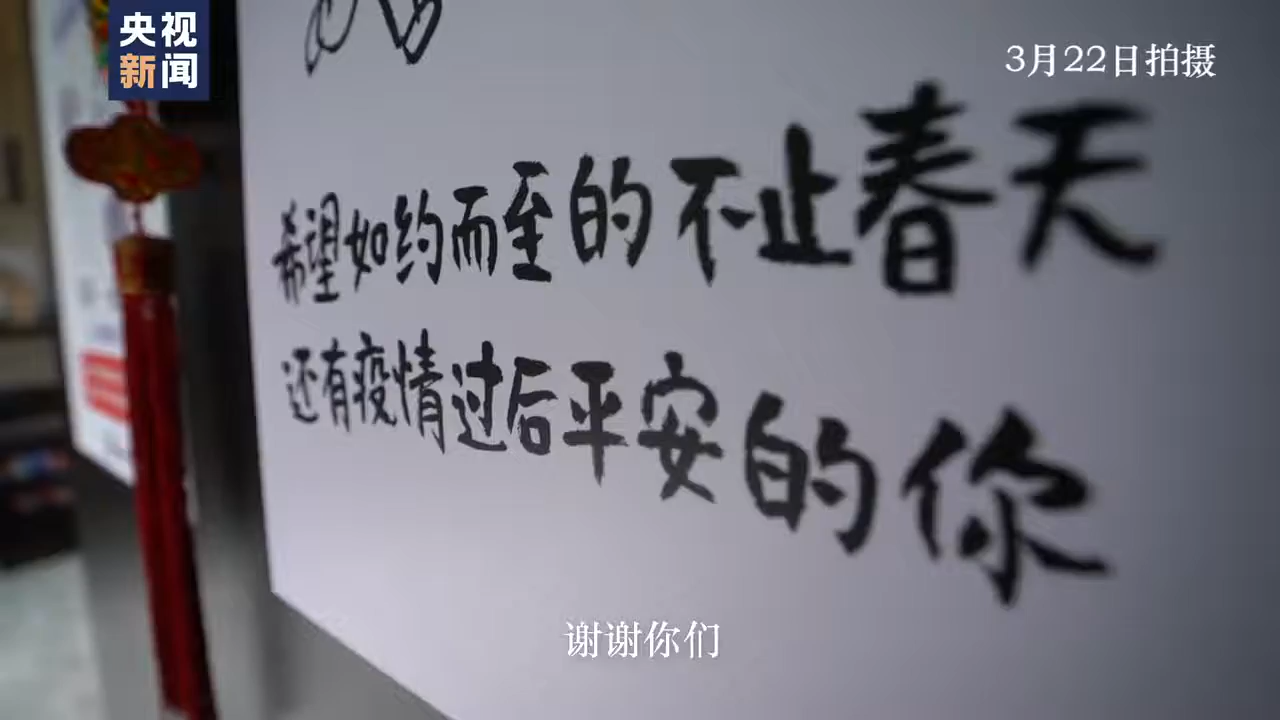 央视
新闻
3月22日拍摄
希望如约而至的不止春天
还有疫情过后平安的你
谢谢你们